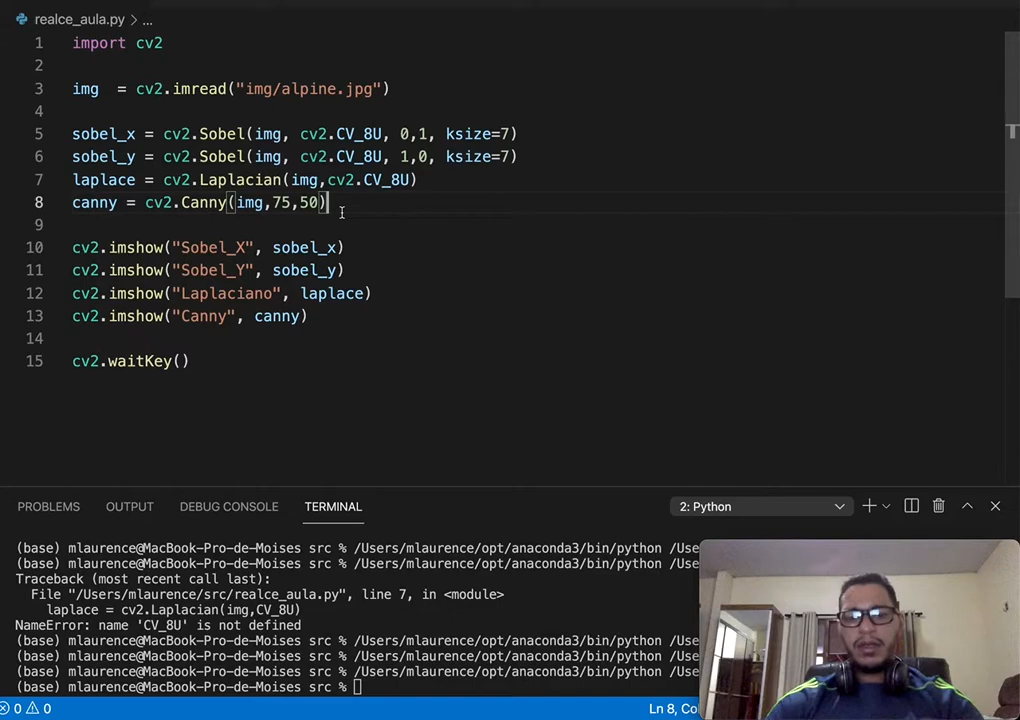 realce_aula.py > ...
1 import cv2
2
3 img = cv2.imread("img/alpine.jpg")
4
5 sobel_x = cv2.Sobel(img, cv2.CV_8U, 0,1, ksize=7)
6 sobel_y = cv2.Sobel(img, cv2.CV_8U, 1,0, ksize=7)
7 laplace = cv2.Laplacian(img,cv2.CV_8U)
8 canny = cv2.Canny(img,75,50)
9
10 cv2.imshow("Sobel_X", sobel_x)
11 cv2.imshow("Sobel_Y", sobel_y)
12 cv2.imshow("Laplaciano", laplace)
13 cv2.imshow("Canny", canny)
14
15 cv2.waitKey()
PROBLEMS OUTPUT DEBUG CONSOLE TERMINAL 2: Python
(base) mlaurence@MacBook-Pro-de-Moises src % /Users/mlaurence/opt/anaconda3/bin/python /Use
(base) mlaurence@MacBook-Pro-de-Moises src % /Users/mlaurence/opt/anaconda3/bin/python /Use
Traceback (most recent call last):
File "/Users/mlaurence/src/realce_aula.py", line 7, in <module>
laplace = cv2.Laplacian(img,CV_8U)
NameError: name 'CV_8U' is not defined
(base) mlaurence@MacBook-Pro-de-Moises src % /Users/mlaurence/opt/anaconda3/bin/python /Use
(base) mlaurence@MacBook-Pro-de-Moises src % /Users/mlaurence/opt/anaconda3/bin/python /Use
(base) mlaurence@MacBook-Pro-de-Moises src % /Users/mlaurence/opt/anaconda3/bin/python /Use
(base) mlaurence@MacBook-Pro-de-Moises src %
0 0 Ln 8, Co